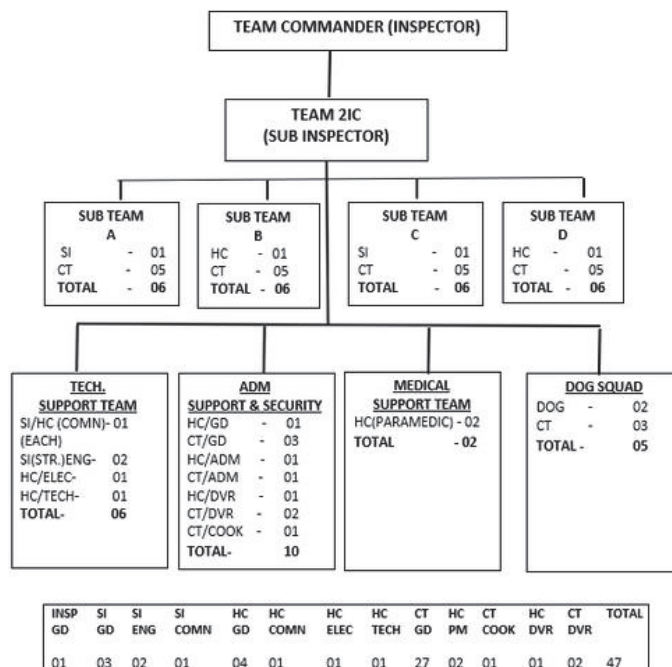 TEAM COMMANDER (INSPECTOR)
TEAM 2IC
(SUB INSPECTOR)
SUB TEAM
A
SI - 01
CT - 05
TOTAL - 06
SUB TEAM
B
HC - 01
CT - 05
TOTAL - 06
SUB TEAM
C
SI - 01
CT - 05
TOTAL - 06
SUB TEAM
D
HC - 01
CT - 05
TOTAL - 06
TECH.
SUPPORT TEAM
SI/HC (COMN)- 01
(EACH)
SI(STR.)ENG- 02
HC/ELEC- 01
HC/TECH- 01
TOTAL- 06
ADM
SUPPORT & SECURITY
HC/GD - 01
CT/GD - 03
HC/ADM - 01
CT/ADM - 01
HC/DVR - 01
CT/DVR - 02
CT/COOK - 01
TOTAL- 10
MEDICAL
SUPPORT TEAM
HC(PARAMEDIC) - 02
TOTAL - 02
DOG SQUAD
DOG - 02
CT - 03
TOTAL - 05
INSP SI SI SI HC HC HC HC CT HC CT HC CT TOTAL
GD GD ENG COMN GD COMN ELEC TECH GD PM COOK DVR DVR
01 03 02 01 04 01 01 01 27 02 01 01 02 47